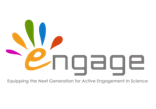 engage
Equipping the Next Generation for Active Engagement in Science